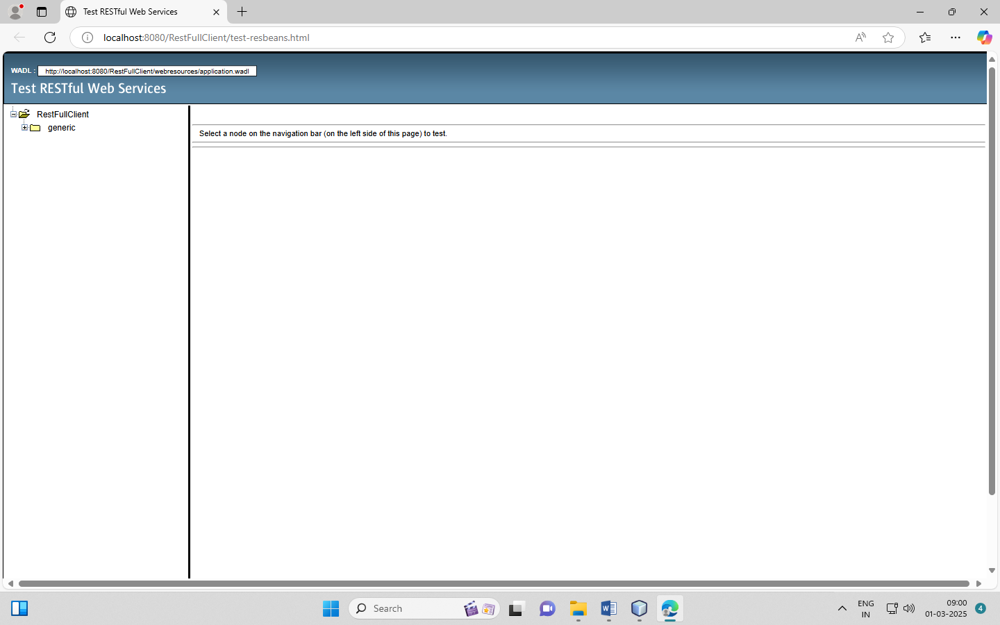 Test RESTful Web Services
localhost:8080/RestFullClient/test-resbeans.html
WADL : http://localhost:8080/RestFullClient/webresources/application.wadl
Test RESTful Web Services
RestFullClient
generic
Select a node on the navigation bar (on the left side of this page) to test.
Search
ENG
IN
09:00
01-03-2025
4